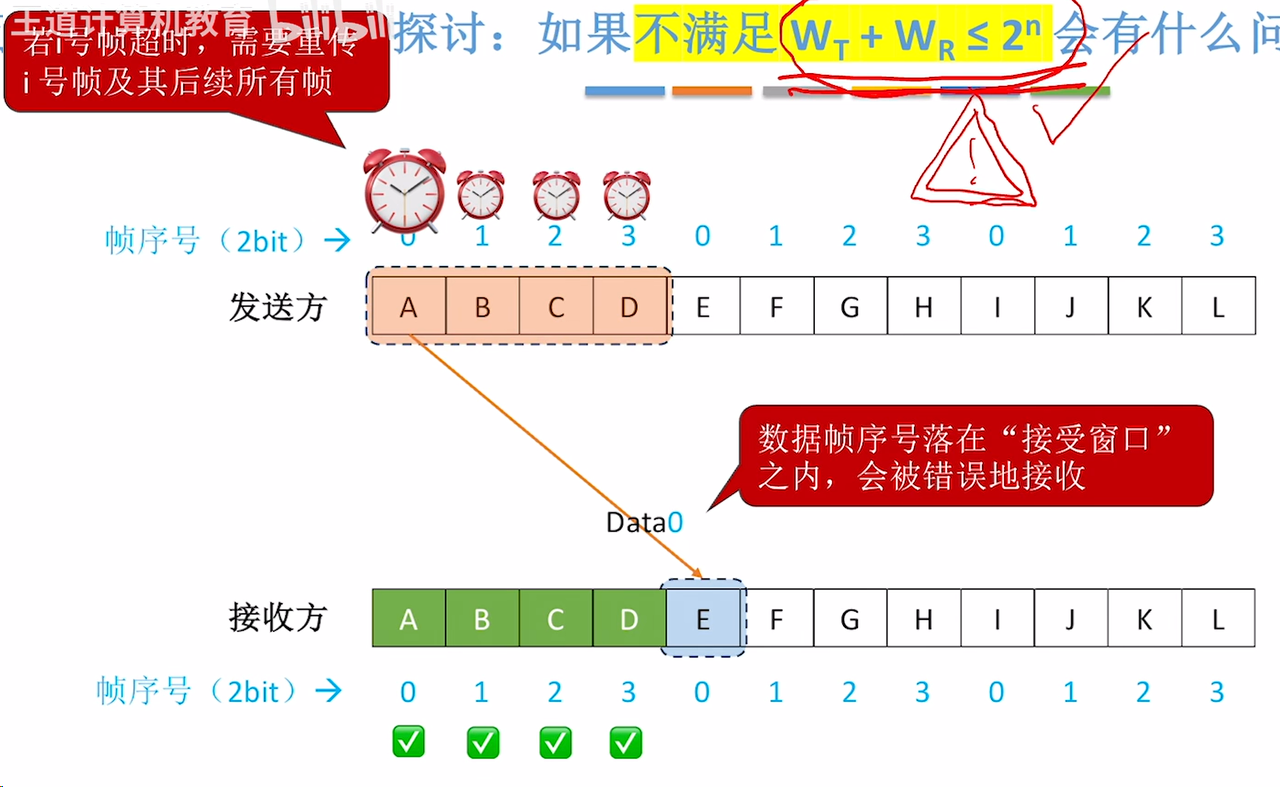 王道计算机教育 bilibili
探讨：如果不满足 W_T + W_R ≤ 2^n 会有什么问
若i号帧超时，需要重传
i 号帧及其后续所有帧
帧序号（2bit）→ 0 1 2 3 0 1 2 3 0 1 2 3
发送方 A B C D E F G H I J K L
数据帧序号落在“接受窗口”
之内，会被错误地接收
Data0
接收方 A B C D E F G H I J K L
帧序号（2bit）→ 0 1 2 3 0 1 2 3 0 1 2 3